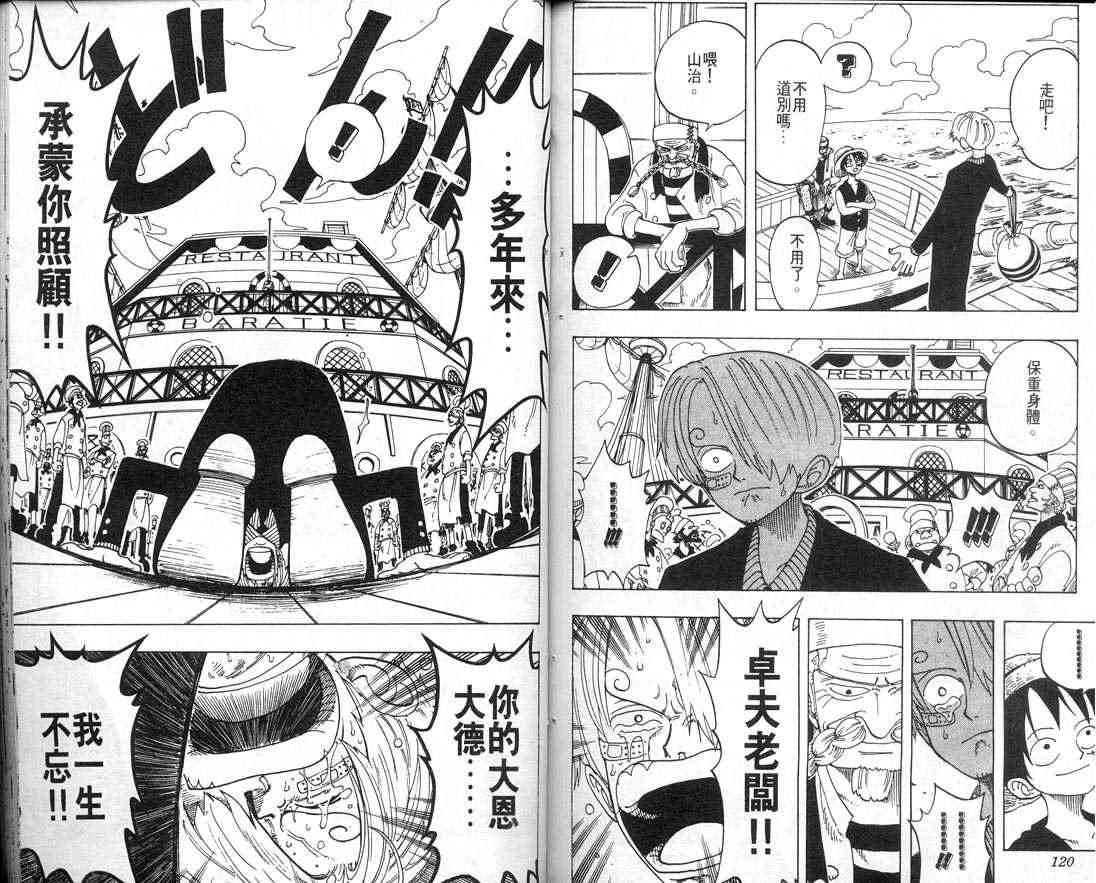 走吧！
不用
道別嗎…
?
不用了。
喂！
山治。
!
保重身體。
RESTAURANT
BARATIE
!!!
…………
!!!
…………
…………
…………!!
卓夫老闆!!
120
…多年來…
ど
!
承蒙你照顧!!
RESTAURANT
BARATIE
你的大恩
大德……
我一生
不忘!!